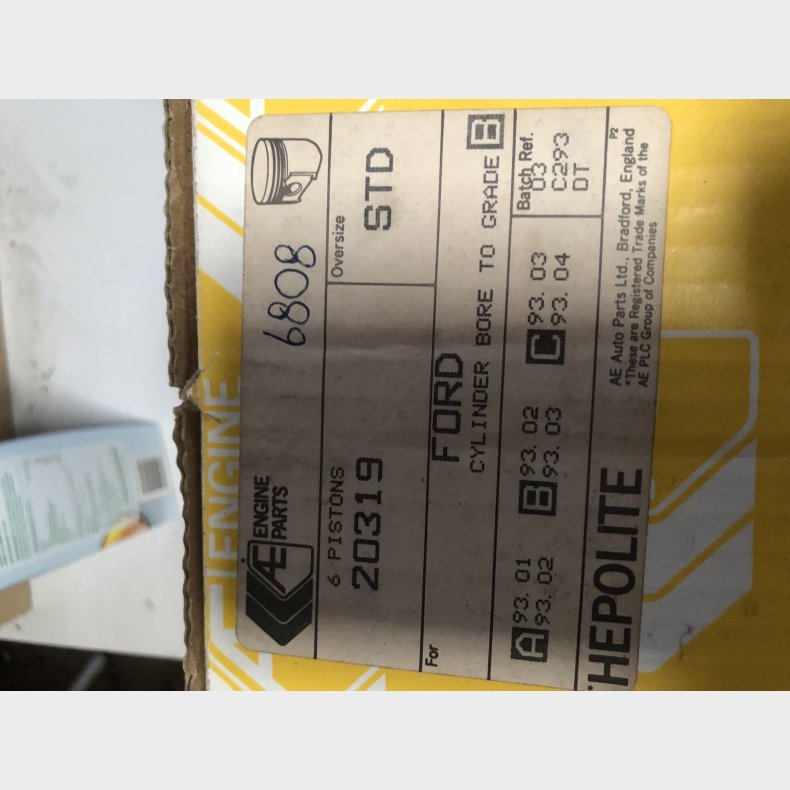 AE ENGINE
PARTS
6808
6 PISTONS
20319
Oversize
STD
For
FORD
CYLINDER BORE TO GRADE B
A 93.01
93.02
B 93.02
93.03
C 93.03
93.04
Batch Ref.
03
C293
DT
HEPOLITE
AE Auto Parts Ltd., Bradford, England
*These are Registered Trade Marks of the
AE PLC Group of Companies
P2
ENGINE